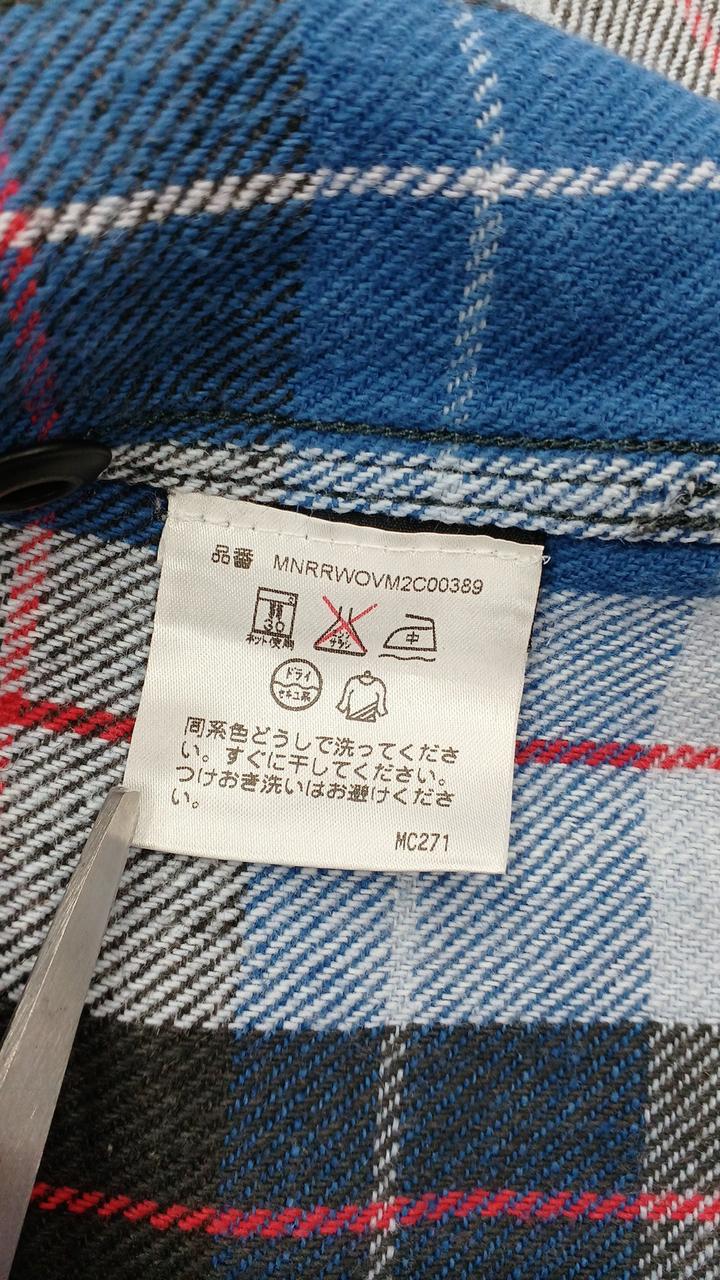 品番 MNRRWOVM2C00389
30
ネット使用
エンソ
サラシ
中
ドライ
セキユ系
同系色どうしで洗ってくださ
い。すぐに干してください。
つけおき洗いはお避けくださ
い。
MC271